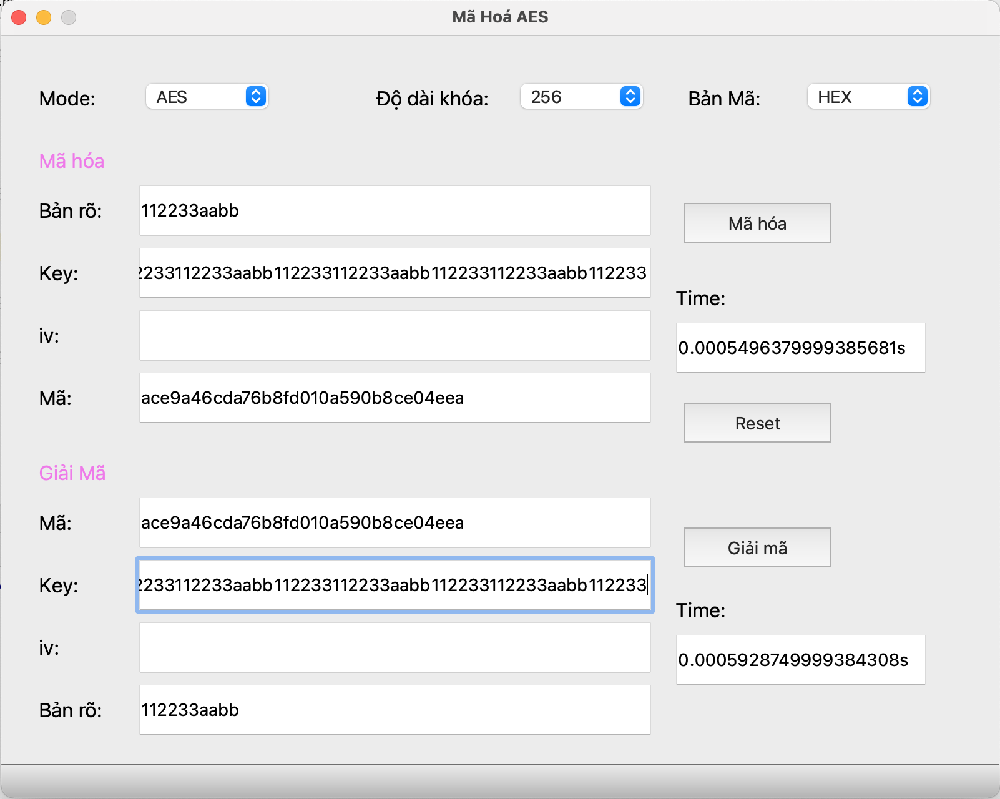 Mã Hoá AES
Mode: AES Độ dài khóa: 256 Bản Mã: HEX
Mã hóa
Bản rõ: 112233aabb
Mã hóa
Key: 2233112233aabb112233112233aabb112233112233aabb112233
Time:
iv:
0.0005496379999385681s
Mã: ace9a46cda76b8fd010a590b8ce04eea
Reset
Giải Mã
Mã: ace9a46cda76b8fd010a590b8ce04eea
Giải mã
Key: 2233112233aabb112233112233aabb112233112233aabb112233
Time:
iv:
0.0005928749999384308s
Bản rõ: 112233aabb